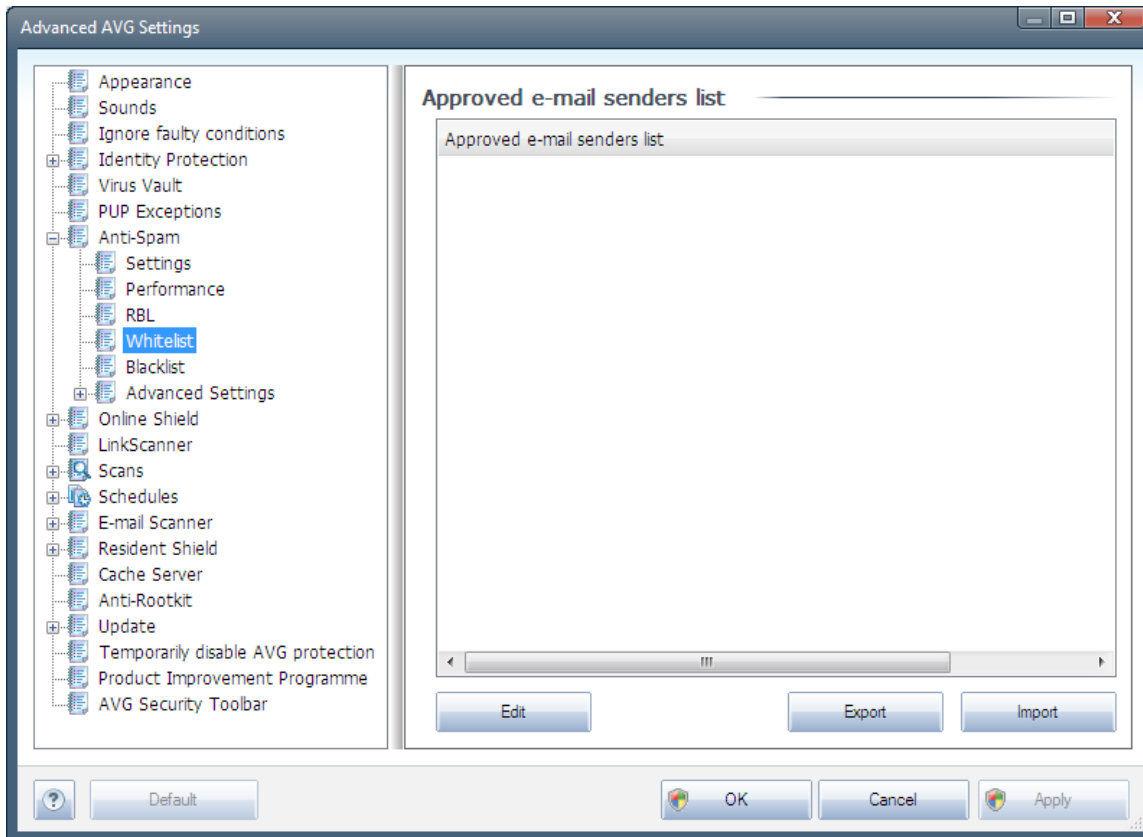 Advanced AVG Settings
Appearance
Sounds
Ignore faulty conditions
Identity Protection
Virus Vault
PUP Exceptions
Anti-Spam
Settings
Performance
RBL
Whitelist
Blacklist
Advanced Settings
Online Shield
LinkScanner
Scans
Schedules
E-mail Scanner
Resident Shield
Cache Server
Anti-Rootkit
Update
Temporarily disable AVG protection
Product Improvement Programme
AVG Security Toolbar
Approved e-mail senders list
Approved e-mail senders list
Edit
Export
Import
?
Default
OK
Cancel
Apply